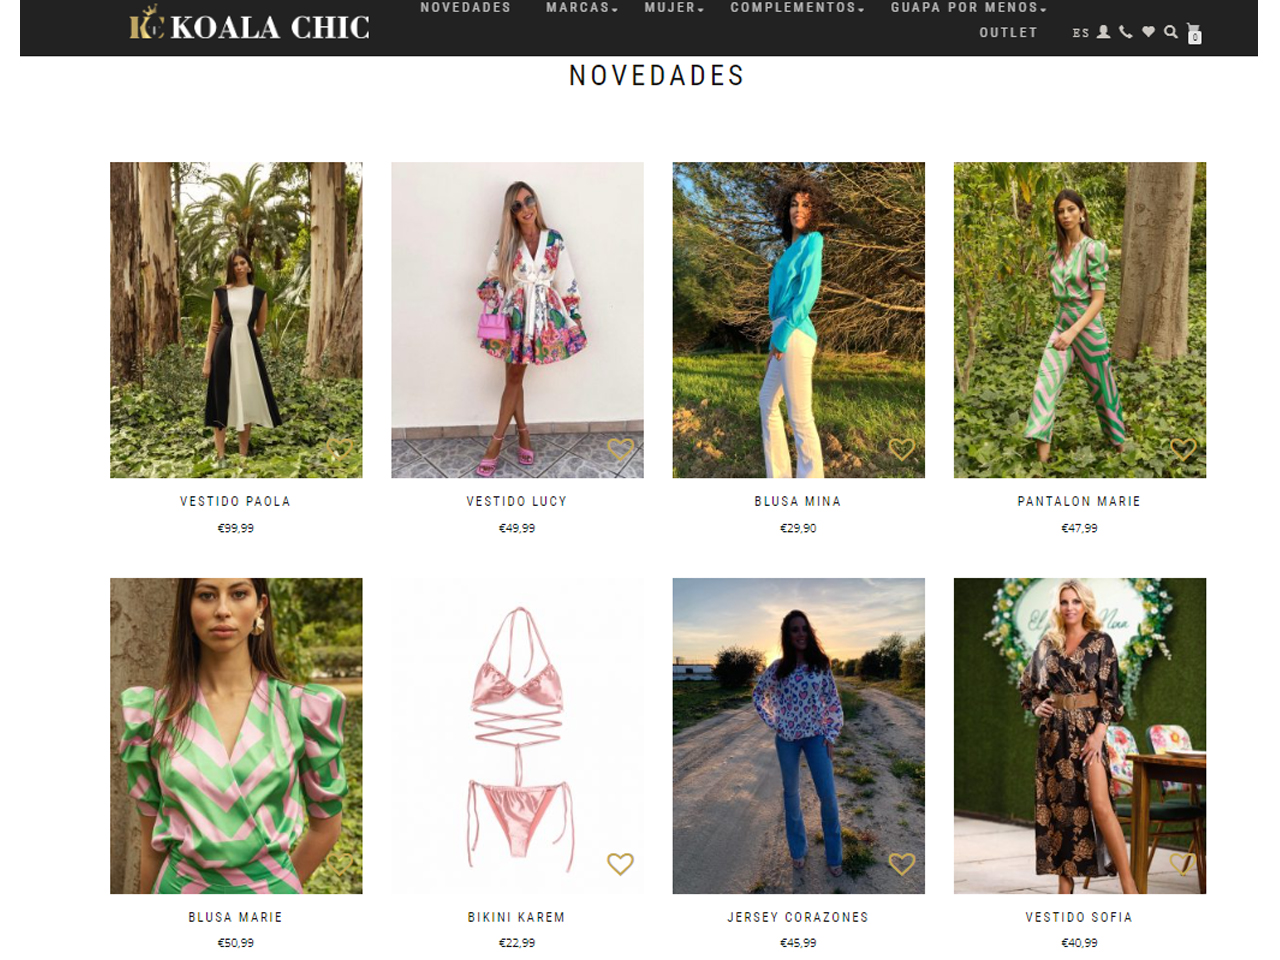 KC KOALA CHIC
NOVEDADES MARCAS MUJER COMPLEMENTOS GUAPA POR MENOS
OUTLET ES
0
NOVEDADES
VESTIDO PAOLA VESTIDO LUCY BLUSA MINA PANTALON MARIE
€99,99 €49,99 €29,90 €47,99
El Nina
BLUSA MARIE BIKINI KAREM JERSEY CORAZONES VESTIDO SOFIA
€50,99 €22,99 €45,99 €40,99